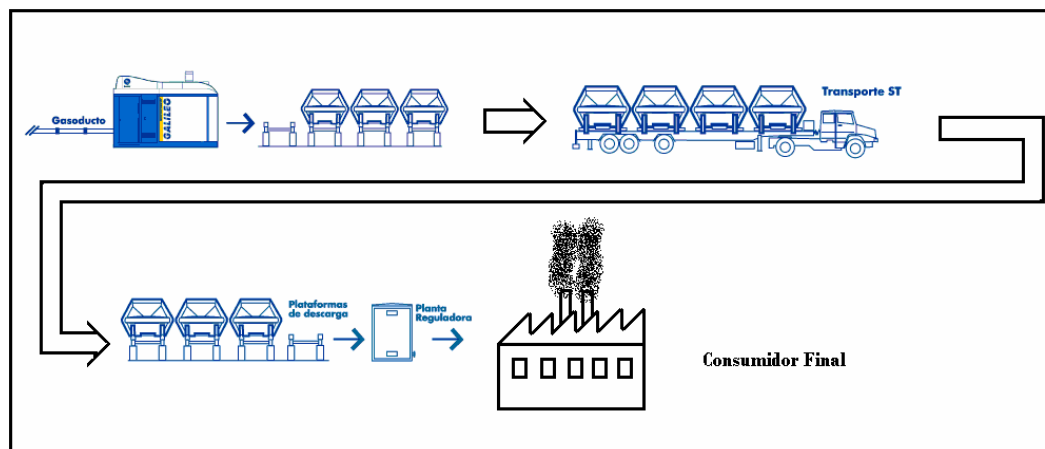 Gasoducto
GALILEO
Transporte ST
Plataformas
de descarga
Planta
Reguladora
Consumidor Final